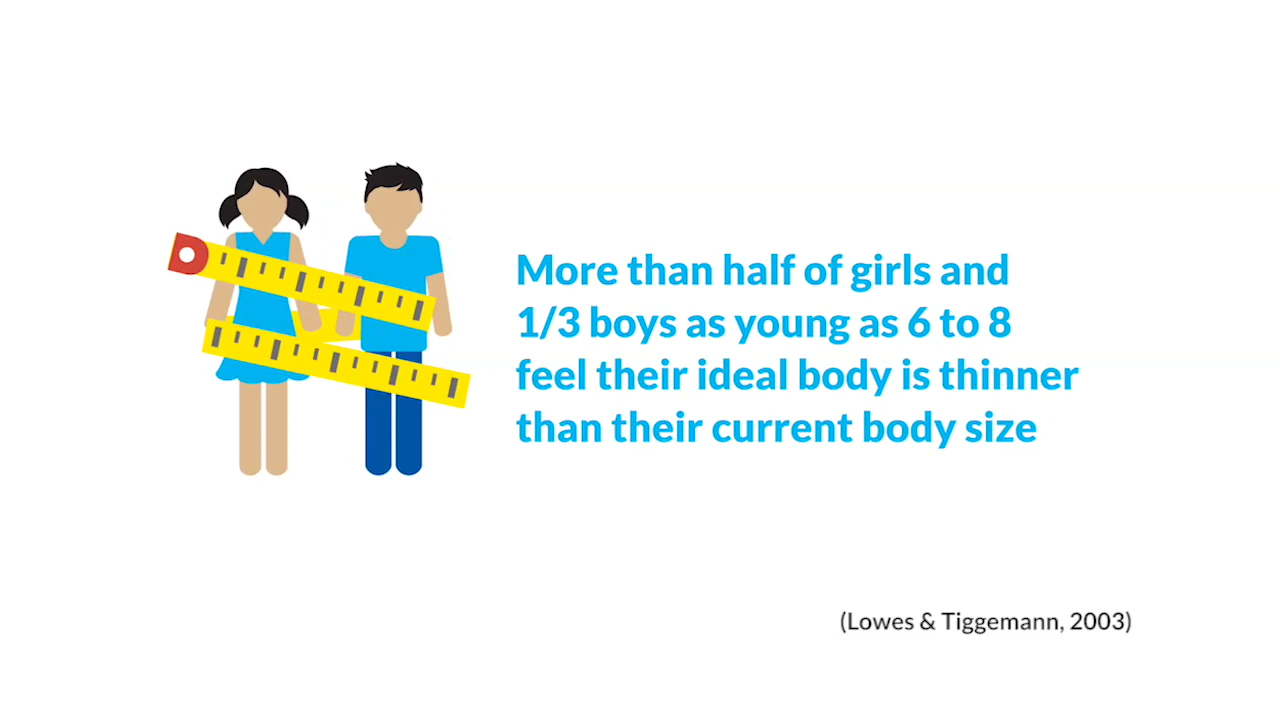 More than half of girls and
1/3 boys as young as 6 to 8
feel their ideal body is thinner
than their current body size
(Lowes & Tiggemann, 2003)